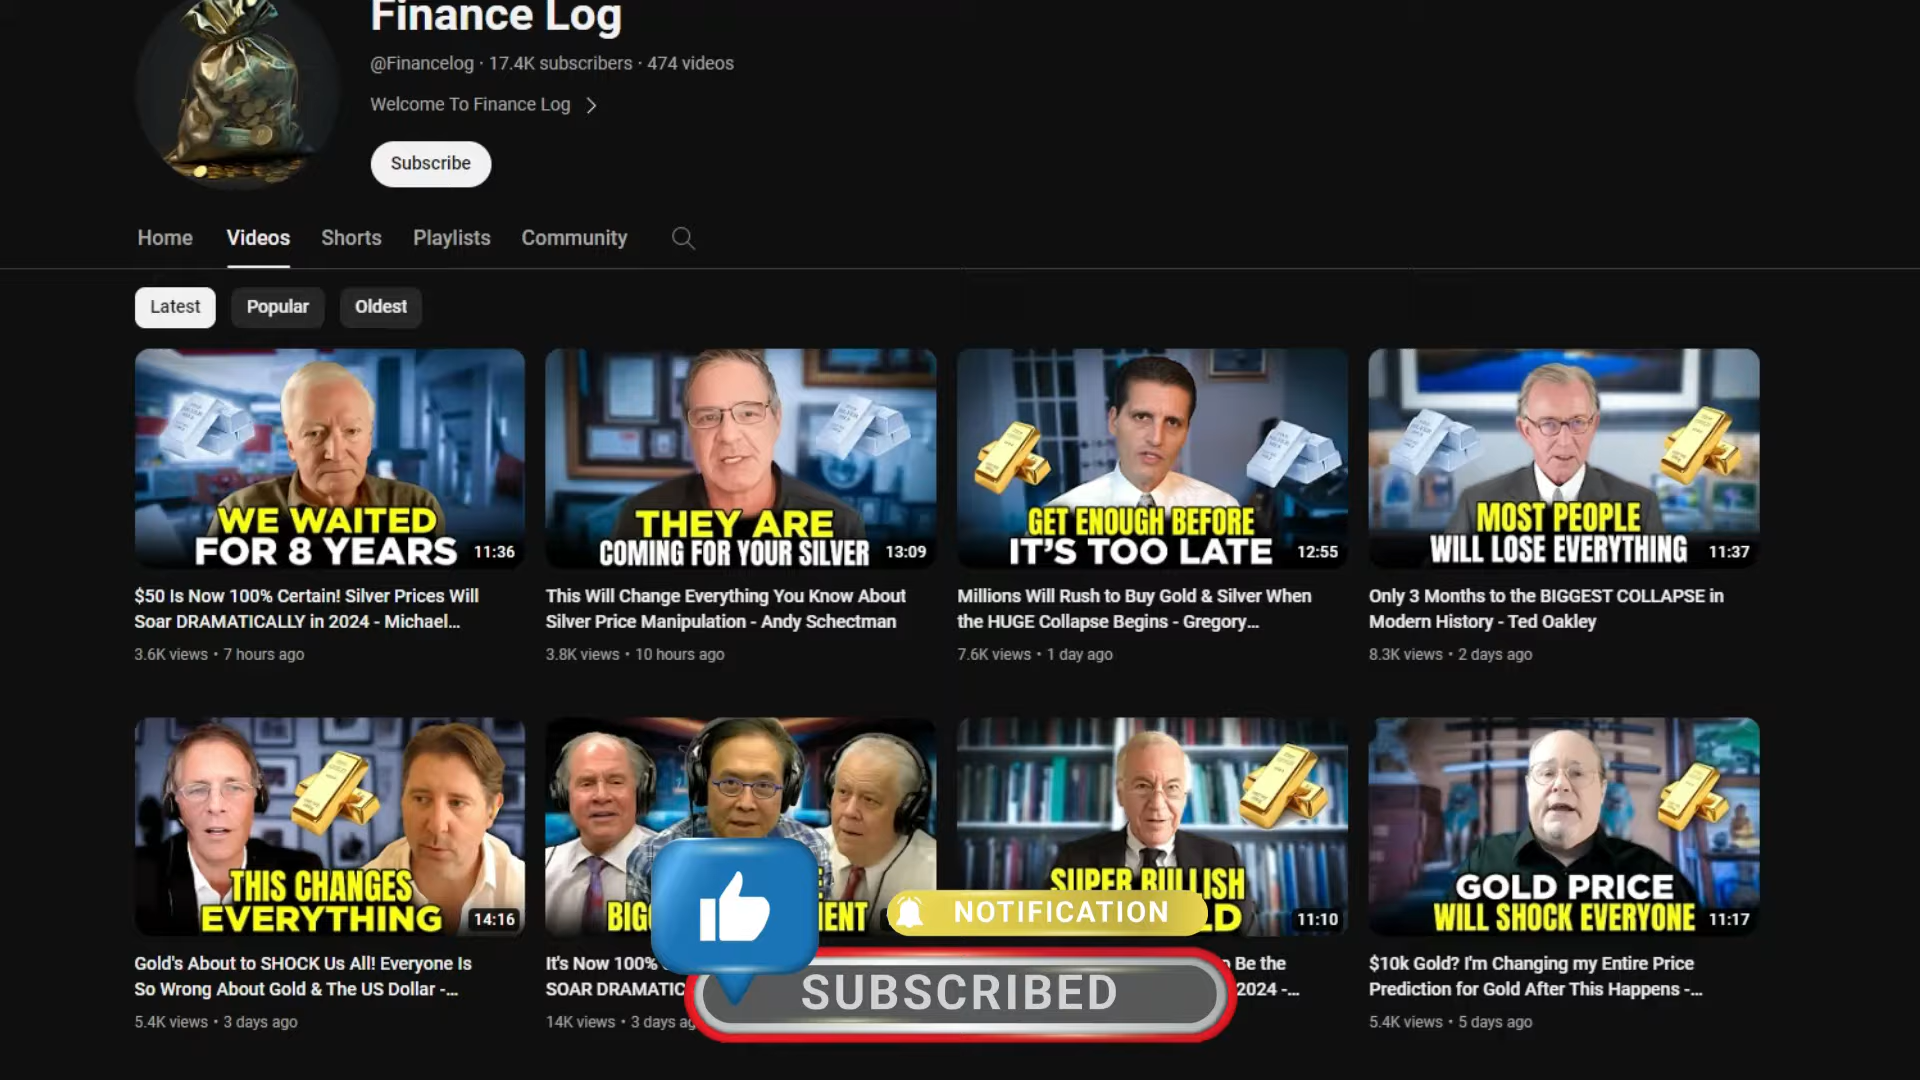 Finance Log
@Financelog · 17.4K subscribers · 474 videos
Welcome To Finance Log
Subscribe
Home Videos Shorts Playlists Community
Latest Popular Oldest
WE WAITED
FOR 8 YEARS
11:36
THEY ARE
COMING FOR YOUR SILVER
13:09
GET ENOUGH BEFORE
IT'S TOO LATE
12:55
MOST PEOPLE
WILL LOSE EVERYTHING
11:37
$50 Is Now 100% Certain! Silver Prices Will
Soar DRAMATICALLY in 2024 - Michael...
3.6K views • 7 hours ago
This Will Change Everything You Know About
Silver Price Manipulation - Andy Schectman
3.8K views • 10 hours ago
Millions Will Rush to Buy Gold & Silver When
the HUGE Collapse Begins - Gregory...
7.6K views • 1 day ago
Only 3 Months to the BIGGEST COLLAPSE in
Modern History - Ted Oakley
8.3K views • 2 days ago
THIS CHANGES
EVERYTHING
14:16
SUPER BULLISH
11:10
GOLD PRICE
WILL SHOCK EVERYONE
11:17
NOTIFICATION
SUBSCRIBED
Gold's About to SHOCK Us All! Everyone Is
So Wrong About Gold & The US Dollar -...
5.4K views • 3 days ago
It's Now 100%
SOAR
14K views • 3 days
Be the
2024 -...
$10k Gold? I'm Changing my Entire Price
Prediction for Gold After This Happens -...
5.4K views • 5 days ago